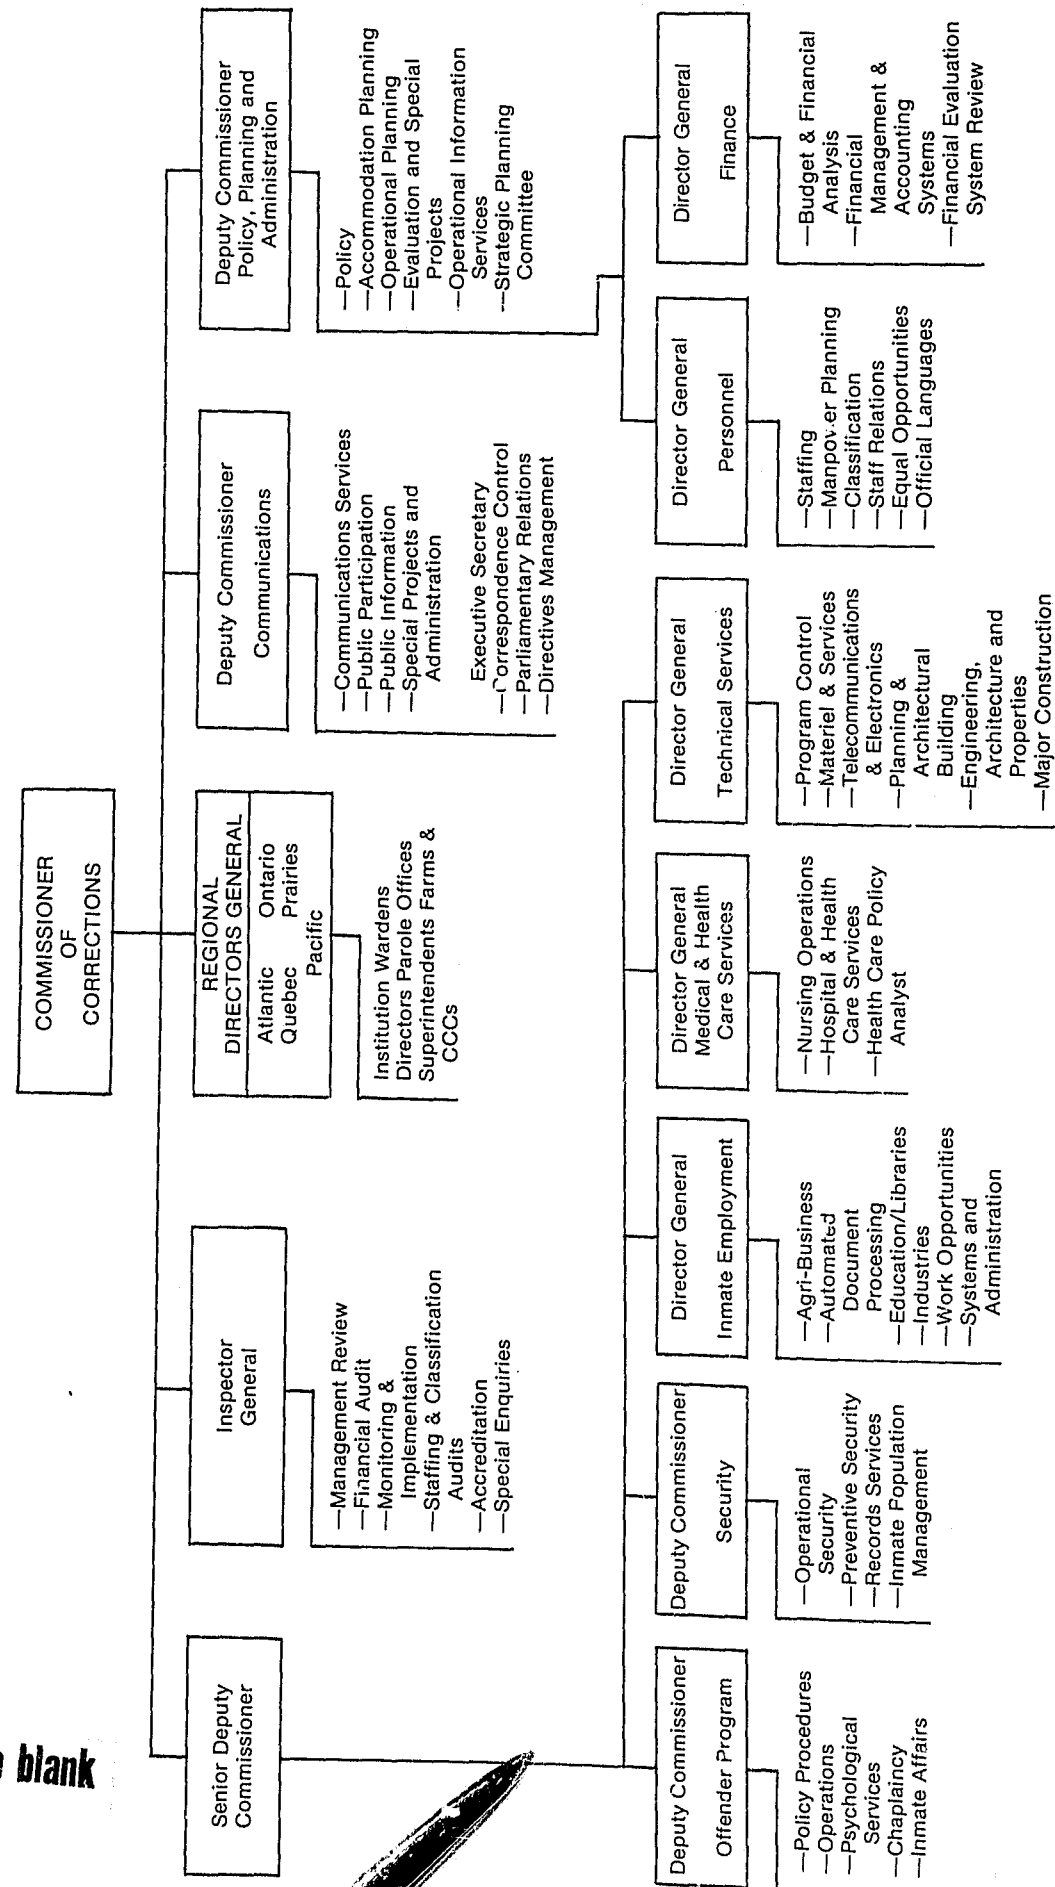 COMMISSIONER
OF
CORRECTIONS
Senior Deputy
Commissioner
Inspector
General
—Management Review
—Financial Audit
—Monitoring &
Implementation
—Staffing & Classification
Audits
—Accreditation
—Special Enquiries
REGIONAL
DIRECTORS GENERAL
Atlantic Ontario
Quebec Prairies
Pacific
Institution Wardens
Directors Parole Offices
Superintendents Farms &
CCCs
Deputy Commissioner
Communications
—Communications Services
—Public Participation
—Public Information
—Special Projects and
Administration
Executive Secretary
—Correspondence Control
—Parliamentary Relations
—Directives Management
Deputy Commissioner
Policy, Planning and
Administration
—Policy
—Accommodation Planning
—Operational Planning
—Evaluation and Special
Projects
—Operational Information
Services
—Strategic Planning
Committee
Deputy Commissioner
Offender Program
—Policy Procedures
—Operations
—Psychological
Services
—Chaplaincy
—Inmate Affairs
Deputy Commissioner
Security
—Operational
Security
—Preventive Security
—Records Services
—Inmate Population
Management
Director General
Inmate Employment
—Agri-Business
—Automated
Document
Processing
—Education/Libraries
—Industries
—Work Opportunities
—Systems and
Administration
Director General
Medical & Health
Care Services
—Nursing Operations
—Hospital & Health
Care Services
—Health Care Policy
Analyst
Director General
Technical Services
—Program Control
—Materiel & Services
—Telecommunications
& Electronics
—Planning &
Architectural
Building
—Engineering,
Architecture and
Properties
—Major Construction
Director General
Personnel
—Staffing
—Manpower Planning
—Classification
—Staff Relations
—Equal Opportunities
—Official Languages
Director General
Finance
—Budget & Financial
Analysis
—Financial
Management &
Accounting
Systems
—Financial Evaluation
System Review
blank